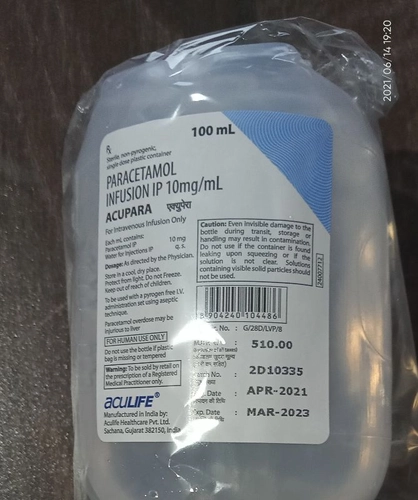 2021/06/14 19:20
100 mL
Rx
Sterile, non-pyrogenic,
single dose plastic container
PARACETAMOL
INFUSION IP 10mg/mL
ACUPARA एक्युपेरा
For Intravenous Infusion Only
Each mL contains:
Paracetamol IP 10 mg
Water for Injections IP q. s.
Dosage: As directed by the Physician.
Store in a cool, dry place.
Protect from light. Do not Freeze.
Keep out of reach of children.
To be used with a pyrogen free I.V.
administration set using aseptic
technique.
Paracetamol overdose may be
injurious to liver
FOR HUMAN USE ONLY
Do not use the bottle if plastic
bag is missing or tempered
Warning: To be sold by retail on
the prescription of a Registered
Medical Practitioner only.
aCULIFE®
Manufactured in India by:
Aculife Healthcare Pvt. Ltd.
Sachana, Gujarat 382150, India
Caution: Even invisible damage to the
bottle during transit, storage or
handling may result in contamination.
Do not use if the container is found
leaking upon squeezing or if the
solution is not clear. Solutions
containing visible solid particles should
not be used.
8 904240 104486
No. : G/28D/LVP/8
: 510.00
No. : 2D10335
Date : APR-2021
Date : MAR-2023